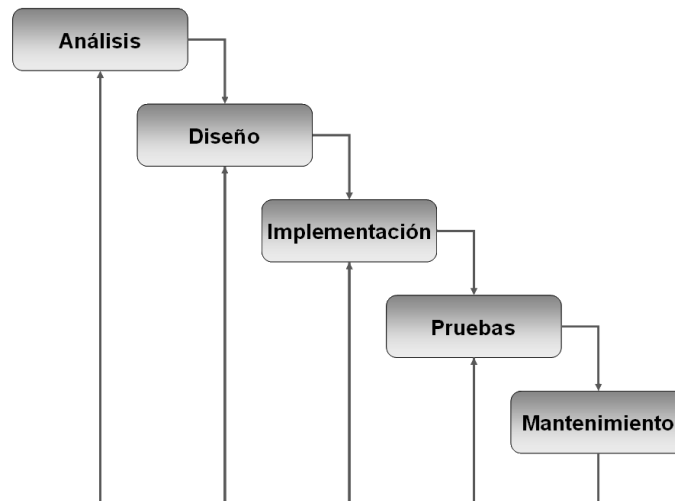 Análisis
Diseño
Implementación
Pruebas
Mantenimiento